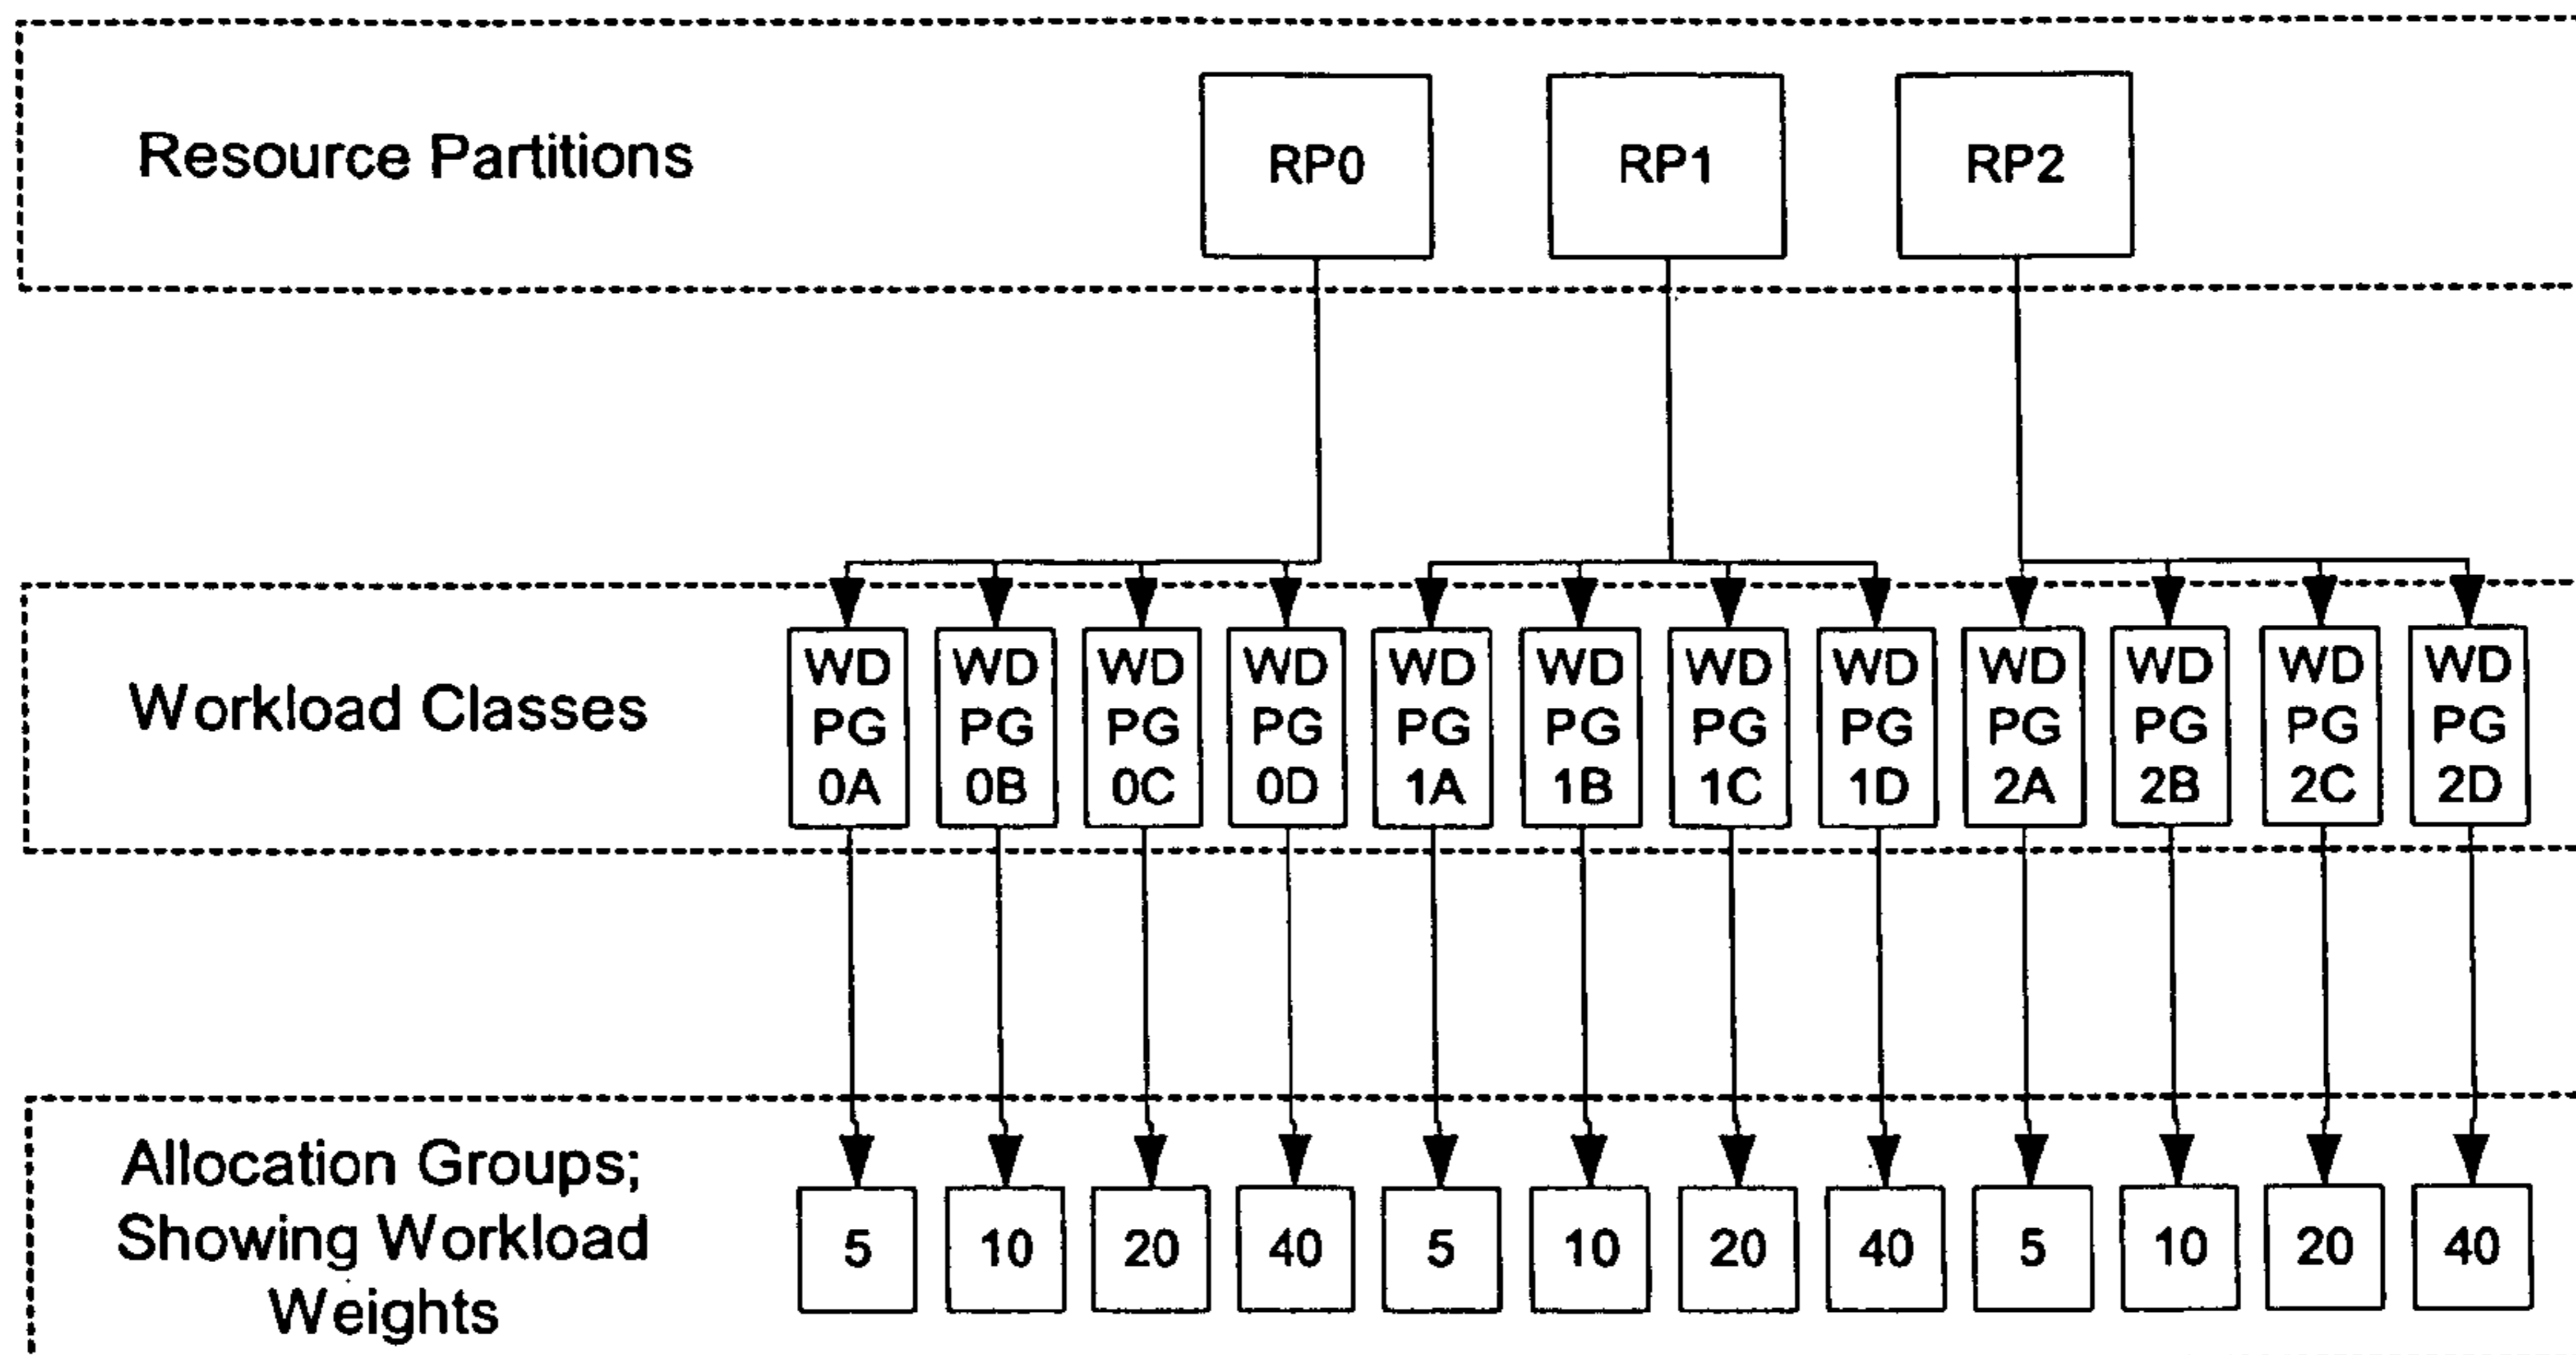 Resource Partitions
RP0
RP1
RP2
Workload Classes
WD
PG
0A
WD
PG
0B
WD
PG
0C
WD
PG
0D
WD
PG
1A
WD
PG
1B
WD
PG
1C
WD
PG
1D
WD
PG
2A
WD
PG
2B
WD
PG
2C
WD
PG
2D
Allocation Groups;
Showing Workload
Weights
5
10
20
40
5
10
20
40
5
10
20
40